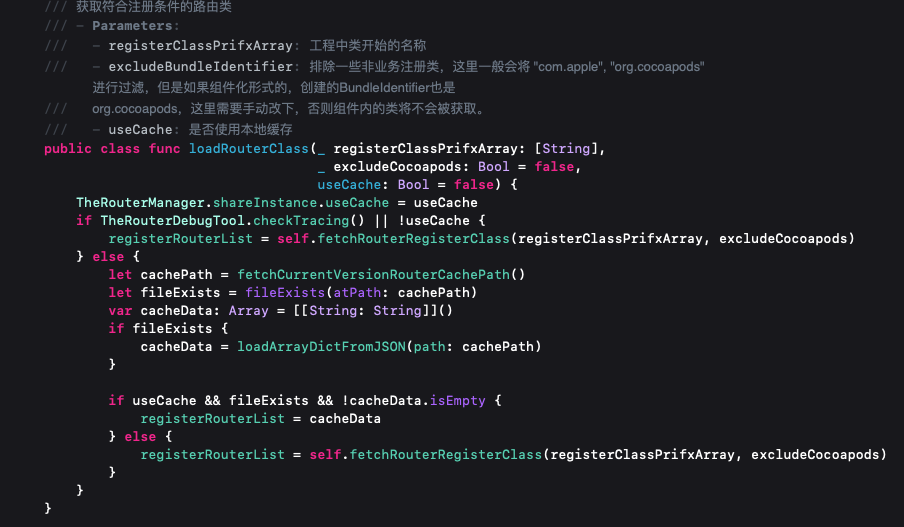 /// 获取符合注册条件的路由类
/// - Parameters:
///   - registerClassPrifxArray: 工程中类开始的名称
///   - excludeBundleIdentifier: 排除一些非业务注册类，这里一般会将 "com.apple", "org.cocoapods"
进行过滤，但是如果组件化形式的，创建的BundleIdentifier也是
///   org.cocoapods，这里需要手动改下，否则组件内的类将不会被获取。
///   - useCache: 是否使用本地缓存
public class func loadRouterClass(_ registerClassPrifxArray: [String],
                                  _ excludeCocoapods: Bool = false,
                                  useCache: Bool = false) {
    TheRouterManager.shareInstance.useCache = useCache
    if TheRouterDebugTool.checkTracing() || !useCache {
        registerRouterList = self.fetchRouterRegisterClass(registerClassPrifxArray, excludeCocoapods)
    } else {
        let cachePath = fetchCurrentVersionRouterCachePath()
        let fileExists = fileExists(atPath: cachePath)
        var cacheData: Array = [[String: String]]()
        if fileExists {
            cacheData = loadArrayDictFromJSON(path: cachePath)
        }
        if useCache && fileExists && !cacheData.isEmpty {
            registerRouterList = cacheData
        } else {
            registerRouterList = self.fetchRouterRegisterClass(registerClassPrifxArray, excludeCocoapods)
        }
    }
}